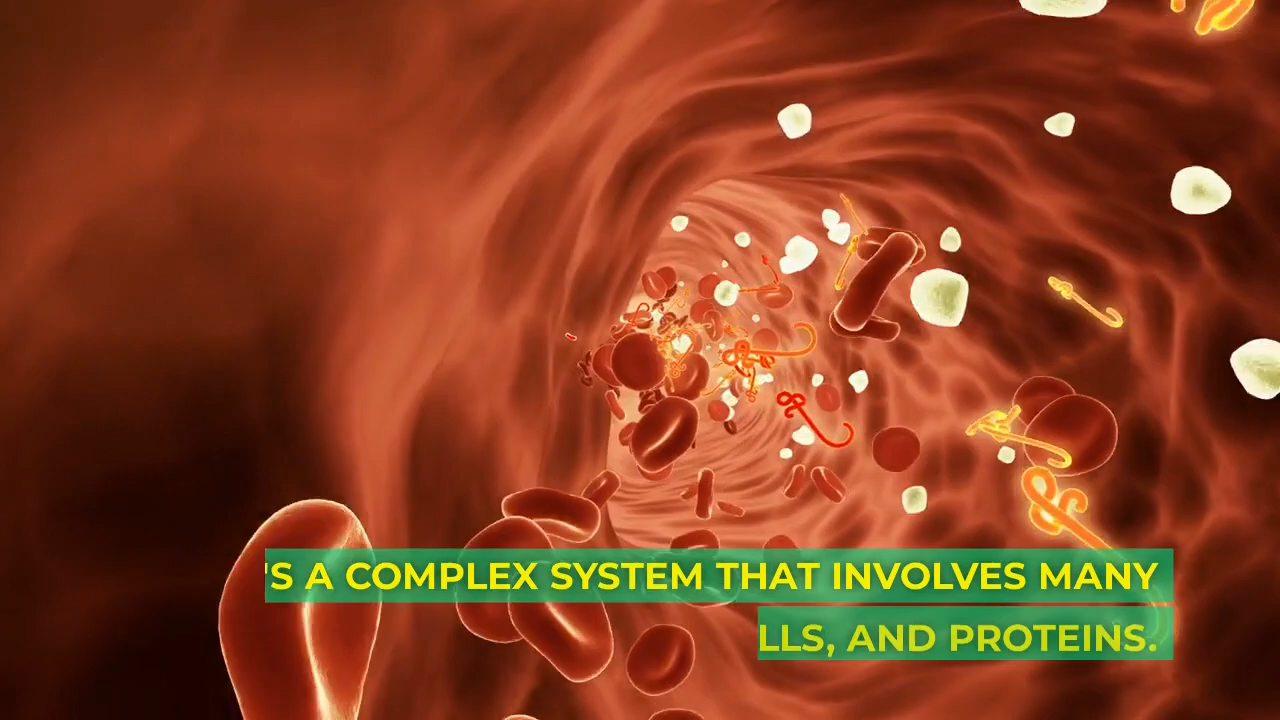 'S A COMPLEX SYSTEM THAT INVOLVES MANY
LLS, AND PROTEINS.